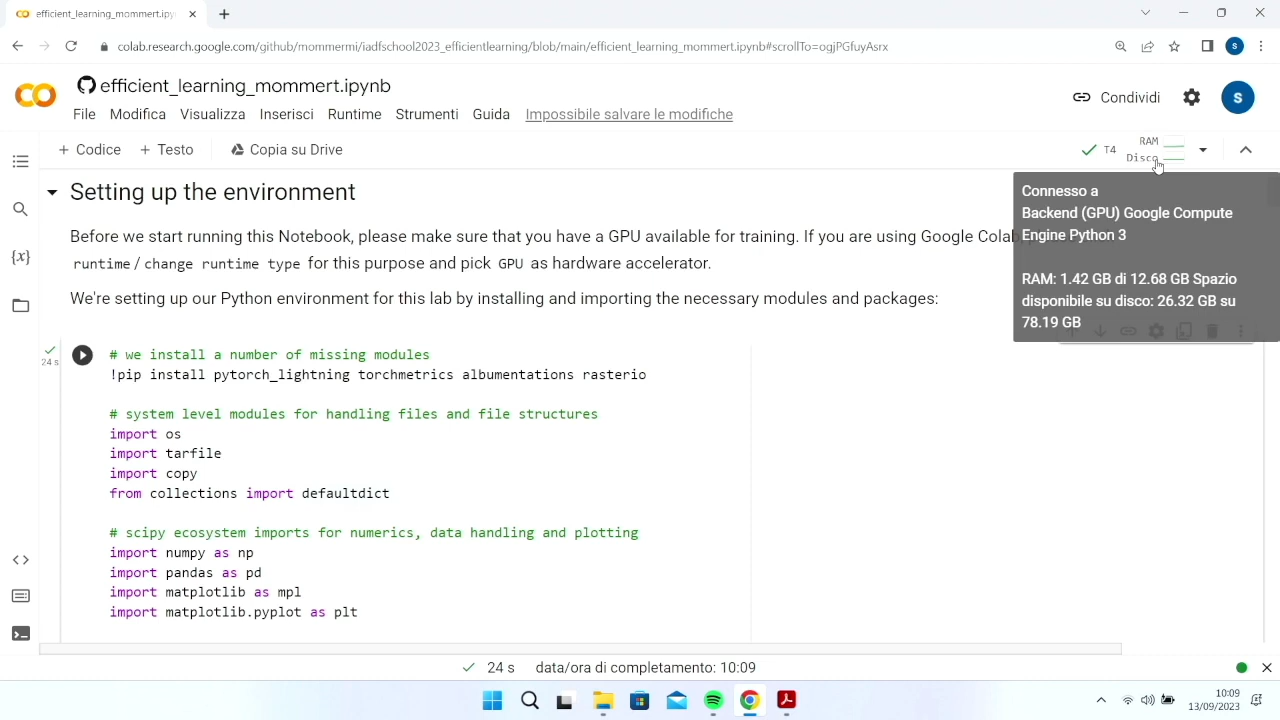 efficient_learning_mommert.ipy
colab.research.google.com/github/mommermi/iadfschool2023_efficientlearning/blob/main/efficient_learning_mommert.ipynb#scrollTo=ogjPGfuyAsrx
S
efficient_learning_mommert.ipynb
Condividi
S
File Modifica Visualizza Inserisci Runtime Strumenti Guida Impossibile salvare le modifiche
+ Codice + Testo Copia su Drive
T4
RAM
Disco
Setting up the environment
Connesso a
Backend (GPU) Google Compute
Engine Python 3
RAM: 1.42 GB di 12.68 GB Spazio
disponibile su disco: 26.32 GB su
78.19 GB
Before we start running this Notebook, please make sure that you have a GPU available for training. If you are using Google Colab
runtime / change runtime type for this purpose and pick GPU as hardware accelerator.
We're setting up our Python environment for this lab by installing and importing the necessary modules and packages:
24 s
# we install a number of missing modules
!pip install pytorch_lightning torchmetrics albumentations rasterio
# system level modules for handling files and file structures
import os
import tarfile
import copy
from collections import defaultdict
# scipy ecosystem imports for numerics, data handling and plotting
import numpy as np
import pandas as pd
import matplotlib as mpl
import matplotlib.pyplot as plt
24 s data/ora di completamento: 10:09
10:09
13/09/2023